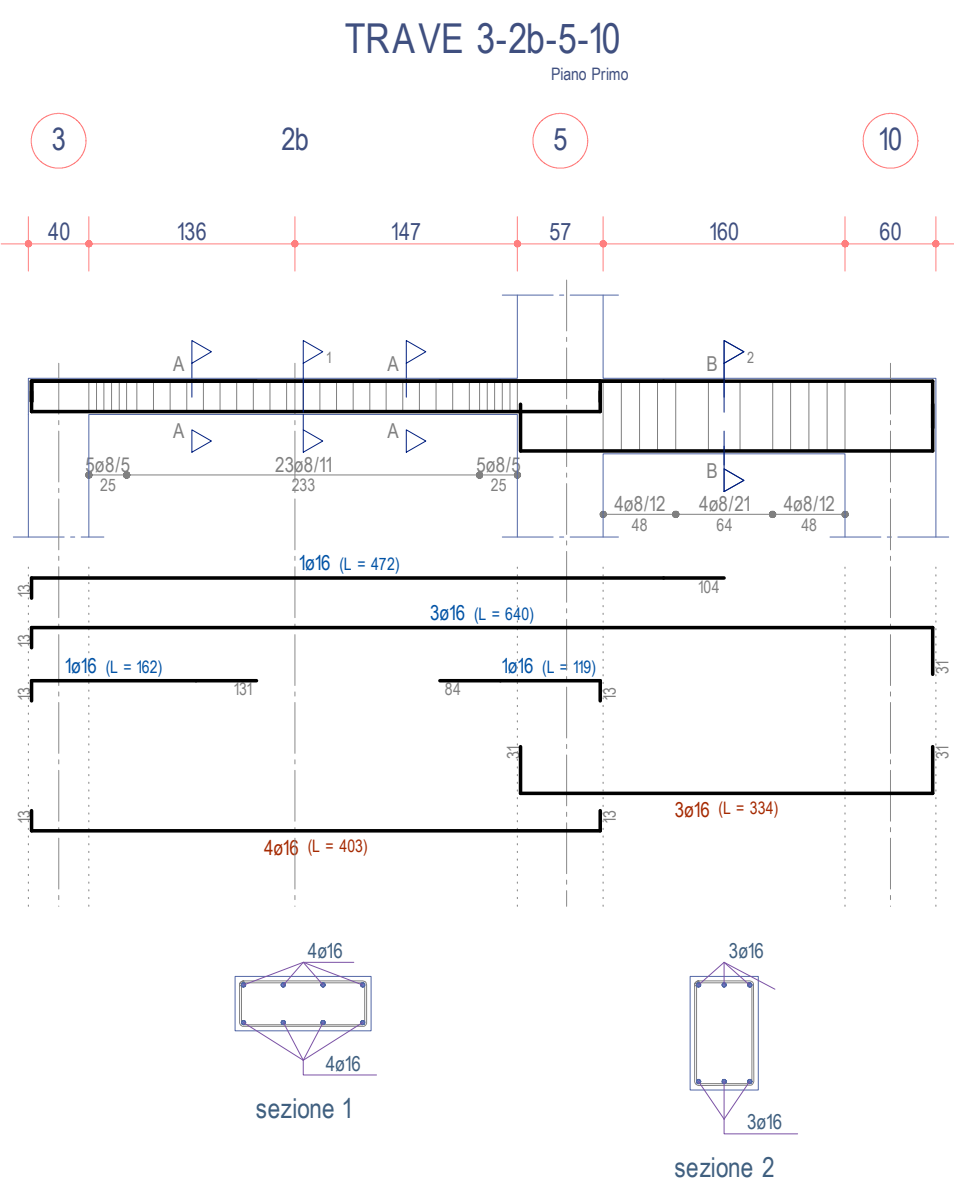 TRAVE 3-2b-5-10
Piano Primo
3 2b 5 10
40 136 147 57 160 60
A 1 A B 2
A A B
5ø8/5 23ø8/11 5ø8/5
25 233 25
4ø8/12 4ø8/21 4ø8/12
48 64 48
1ø16 (L = 472)
13 104
3ø16 (L = 640)
13 31
1ø16 (L = 162) 1ø16 (L = 119)
13 131 84 13
31 31
3ø16 (L = 334)
13 13
4ø16 (L = 403)
4ø16 3ø16
4ø16
sezione 1
3ø16
sezione 2